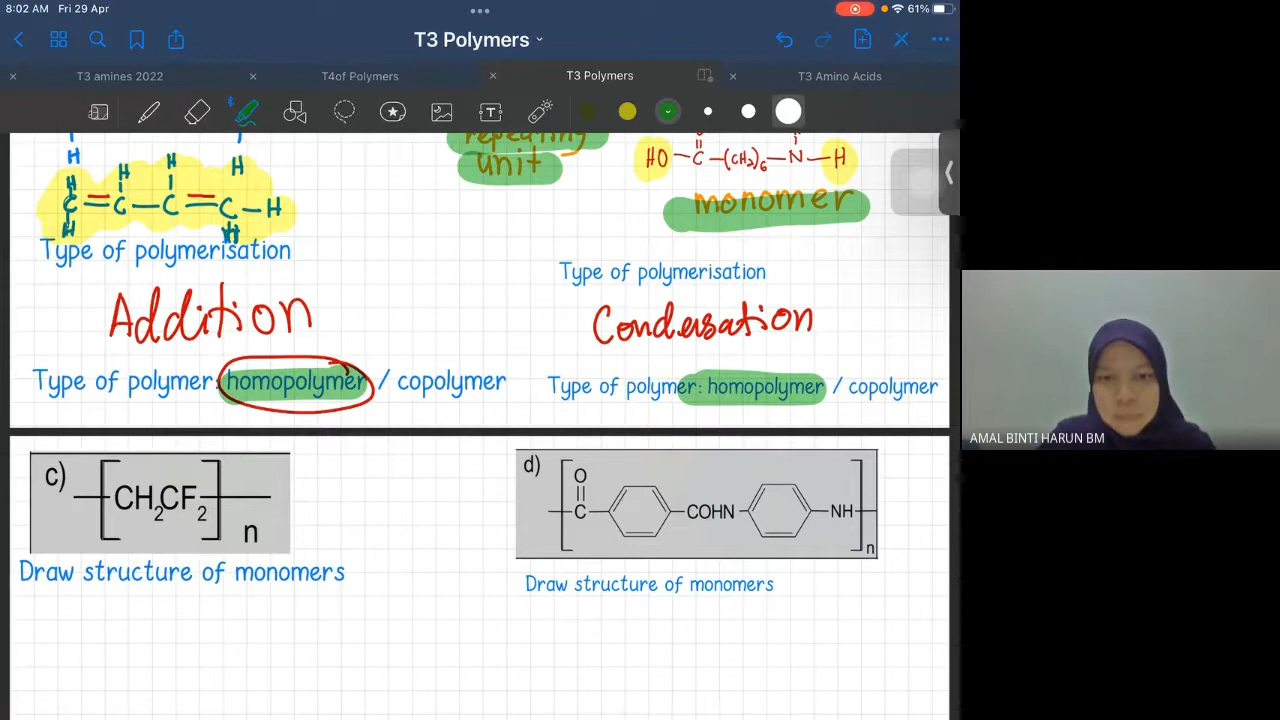 8:02 AM Fri 29 Apr
61%
T3 Polymers
T3 amines 2022
T4of Polymers
T3 Polymers
T3 Amino Acids
repeating
unit
H
H
H
H
H
C = C — C = C — H
H
H
HO — C — (CH2)6 — N — H
monomer
Type of polymerisation
Addition
Type of polymer: homopolymer / copolymer
Type of polymerisation
Condensation
Type of polymer: homopolymer / copolymer
c)
CH2CF2
n
Draw structure of monomers
d)
O
C
COHN
NH
n
Draw structure of monomers
AMAL BINTI HARUN BM